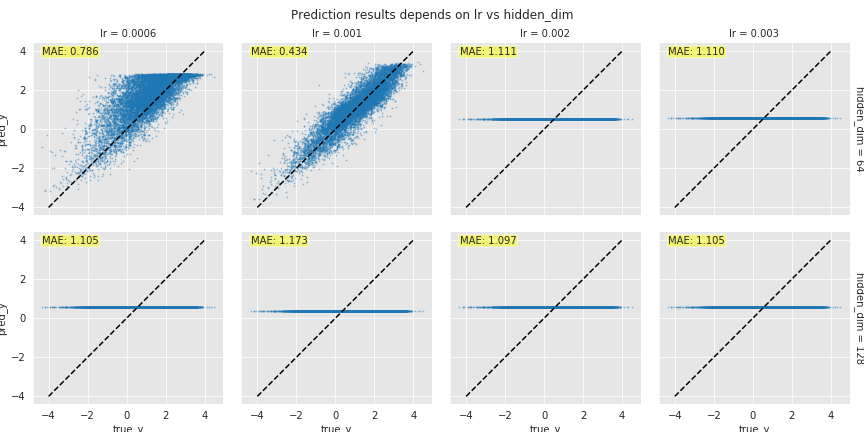 Prediction results depends on lr vs hidden_dim
lr = 0.0006
lr = 0.001
lr = 0.002
lr = 0.003
MAE: 0.786
MAE: 0.434
MAE: 1.111
MAE: 1.110
4
2
0
−2
−4
pred_y
hidden_dim = 64
MAE: 1.105
MAE: 1.173
MAE: 1.097
MAE: 1.105
4
2
0
−2
−4
pred_y
hidden_dim = 128
−4 −2 0 2 4
−4 −2 0 2 4
−4 −2 0 2 4
−4 −2 0 2 4
true_y
true_y
true_y
true_y